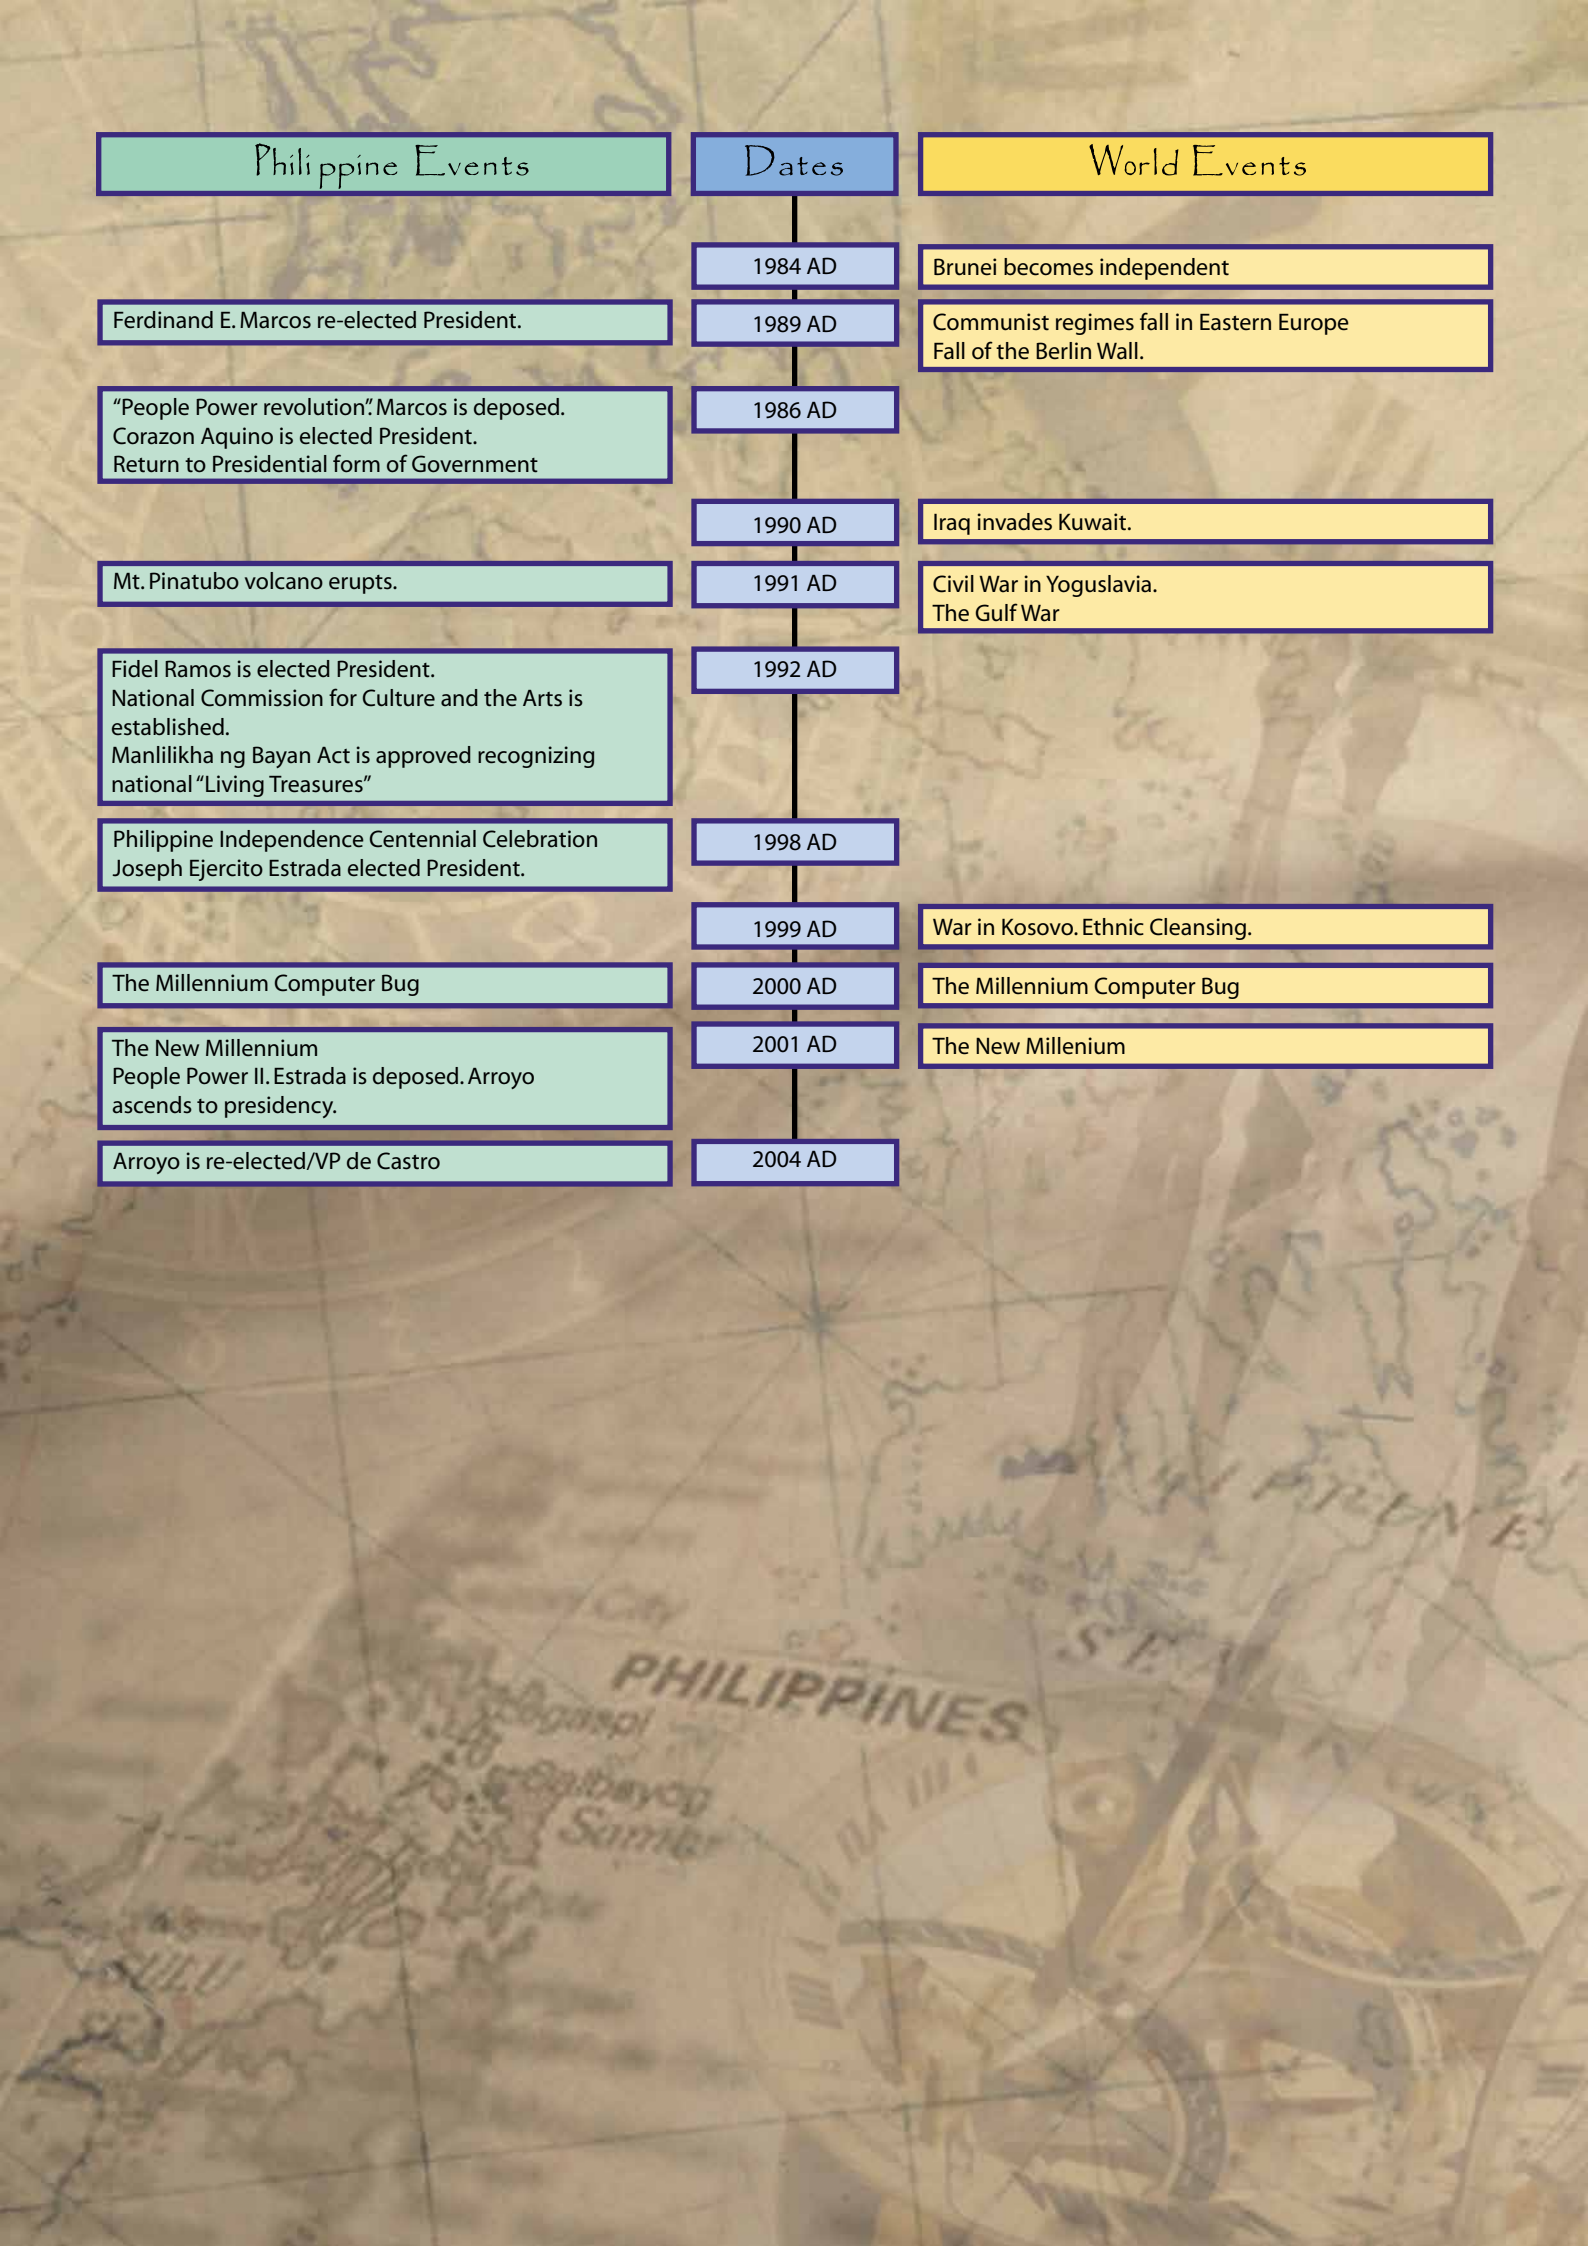 Philippine Events
Dates
World Events
1984 AD
Brunei becomes independent
Ferdinand E. Marcos re-elected President.
1989 AD
Communist regimes fall in Eastern Europe
Fall of the Berlin Wall.
“People Power revolution”. Marcos is deposed.
Corazon Aquino is elected President.
Return to Presidential form of Government
1986 AD
1990 AD
Iraq invades Kuwait.
Mt. Pinatubo volcano erupts.
1991 AD
Civil War in Yoguslavia.
The Gulf War
Fidel Ramos is elected President.
National Commission for Culture and the Arts is
established.
Manlilikha ng Bayan Act is approved recognizing
national “Living Treasures”
1992 AD
Philippine Independence Centennial Celebration
Joseph Ejercito Estrada elected President.
1998 AD
1999 AD
War in Kosovo. Ethnic Cleansing.
The Millennium Computer Bug
2000 AD
The Millennium Computer Bug
The New Millennium
People Power II. Estrada is deposed. Arroyo
ascends to presidency.
2001 AD
The New Millenium
Arroyo is re-elected/VP de Castro
2004 AD
City
PHILIPPINES
SEA
Samar